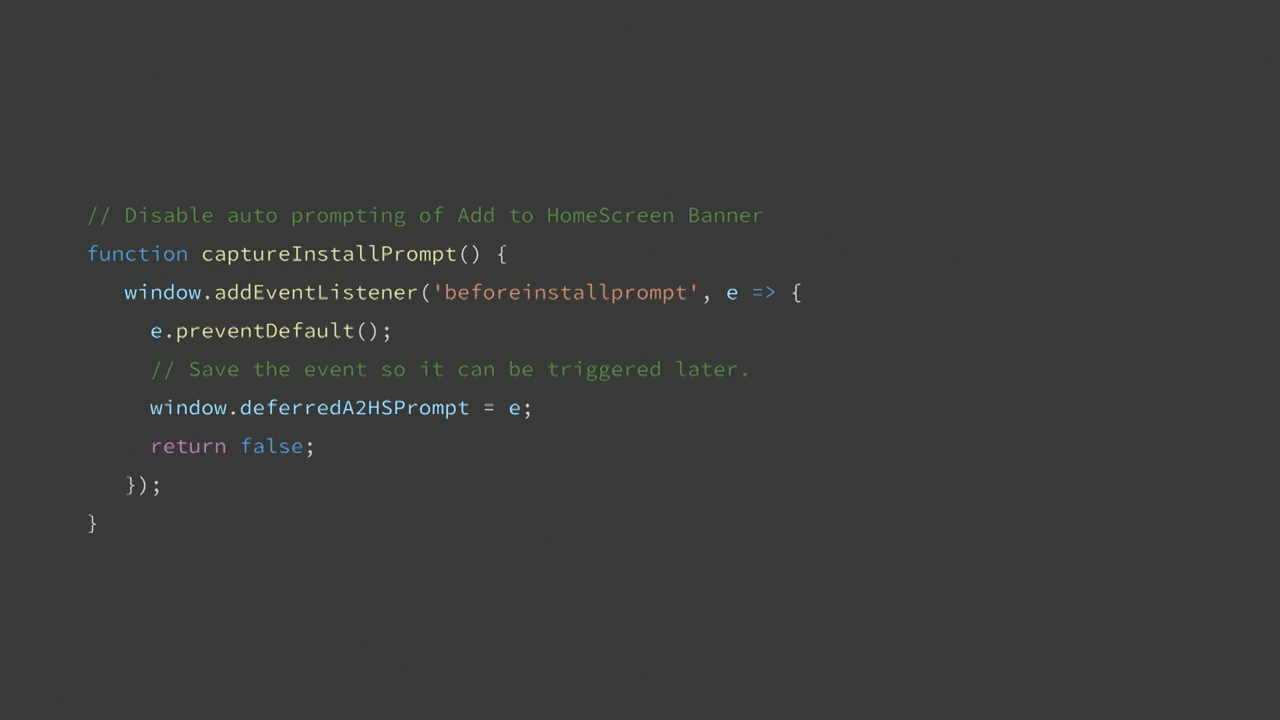 // Disable auto prompting of Add to HomeScreen Banner
function captureInstallPrompt() {
window.addEventListener('beforeinstallprompt', e => {
e.preventDefault();
// Save the event so it can be triggered later.
window.deferredA2HSPrompt = e;
return false;
});
}